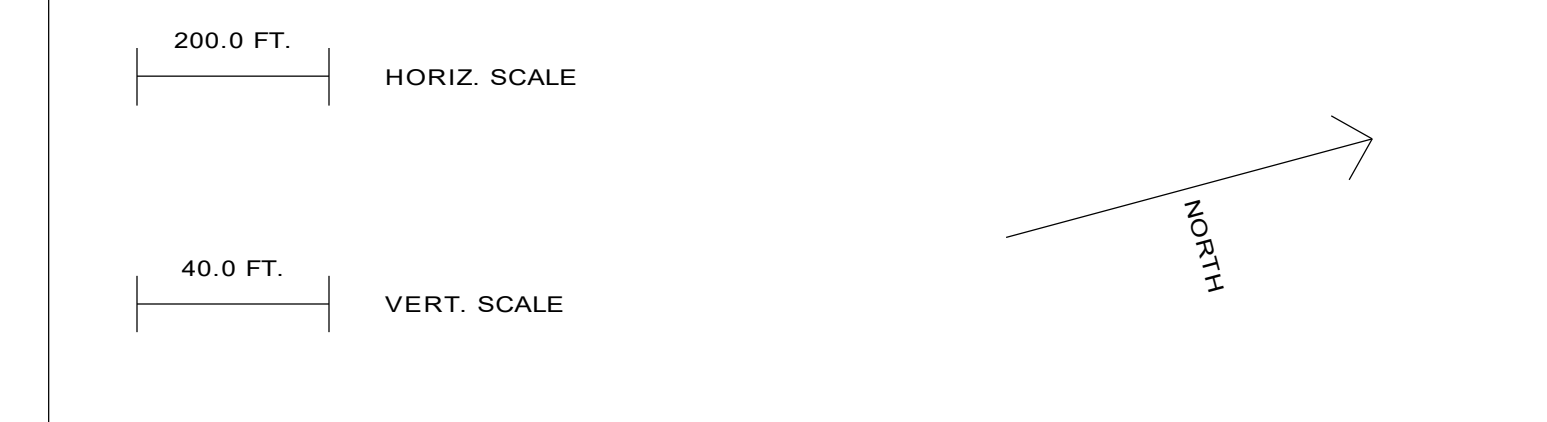 200.0 FT.
HORIZ. SCALE
NORTH
40.0 FT.
VERT. SCALE